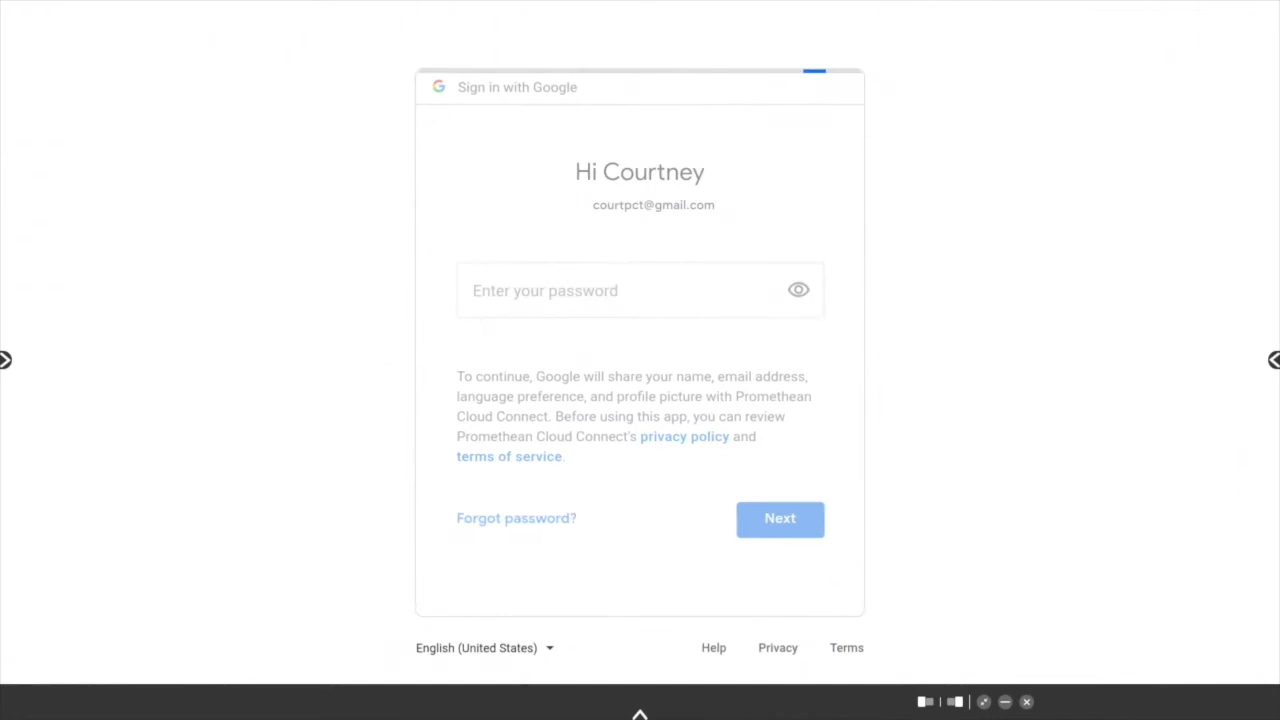 Sign in with Google
Hi Courtney
courtpct@gmail.com
Enter your password
To continue, Google will share your name, email address,
language preference, and profile picture with Promethean
Cloud Connect. Before using this app, you can review
Promethean Cloud Connect's privacy policy and
terms of service.
Forgot password?
Next
English (United States)
Help
Privacy
Terms